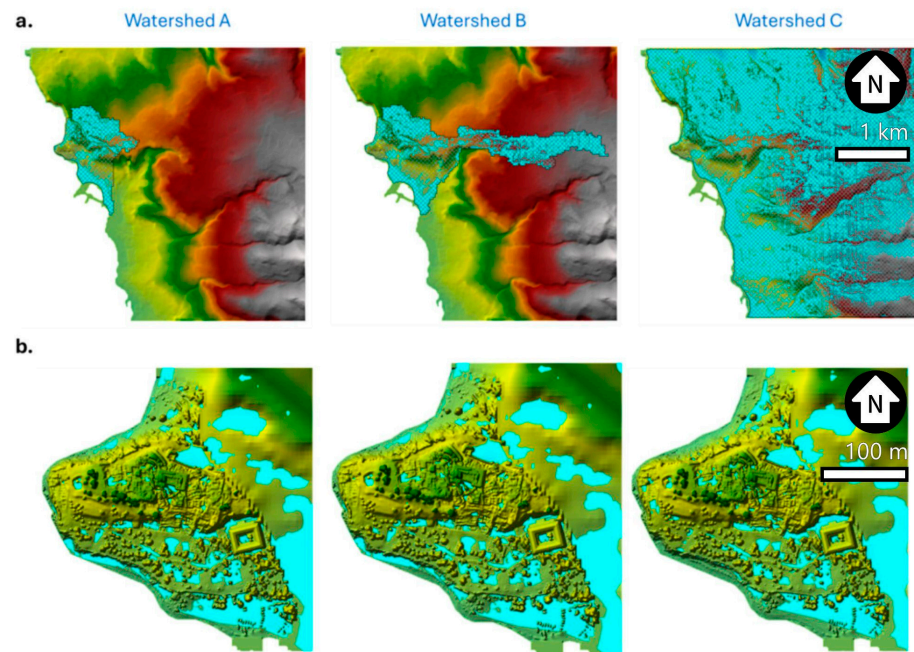 a.
Watershed A
Watershed B
Watershed C
N
1 km
b.
N
100 m